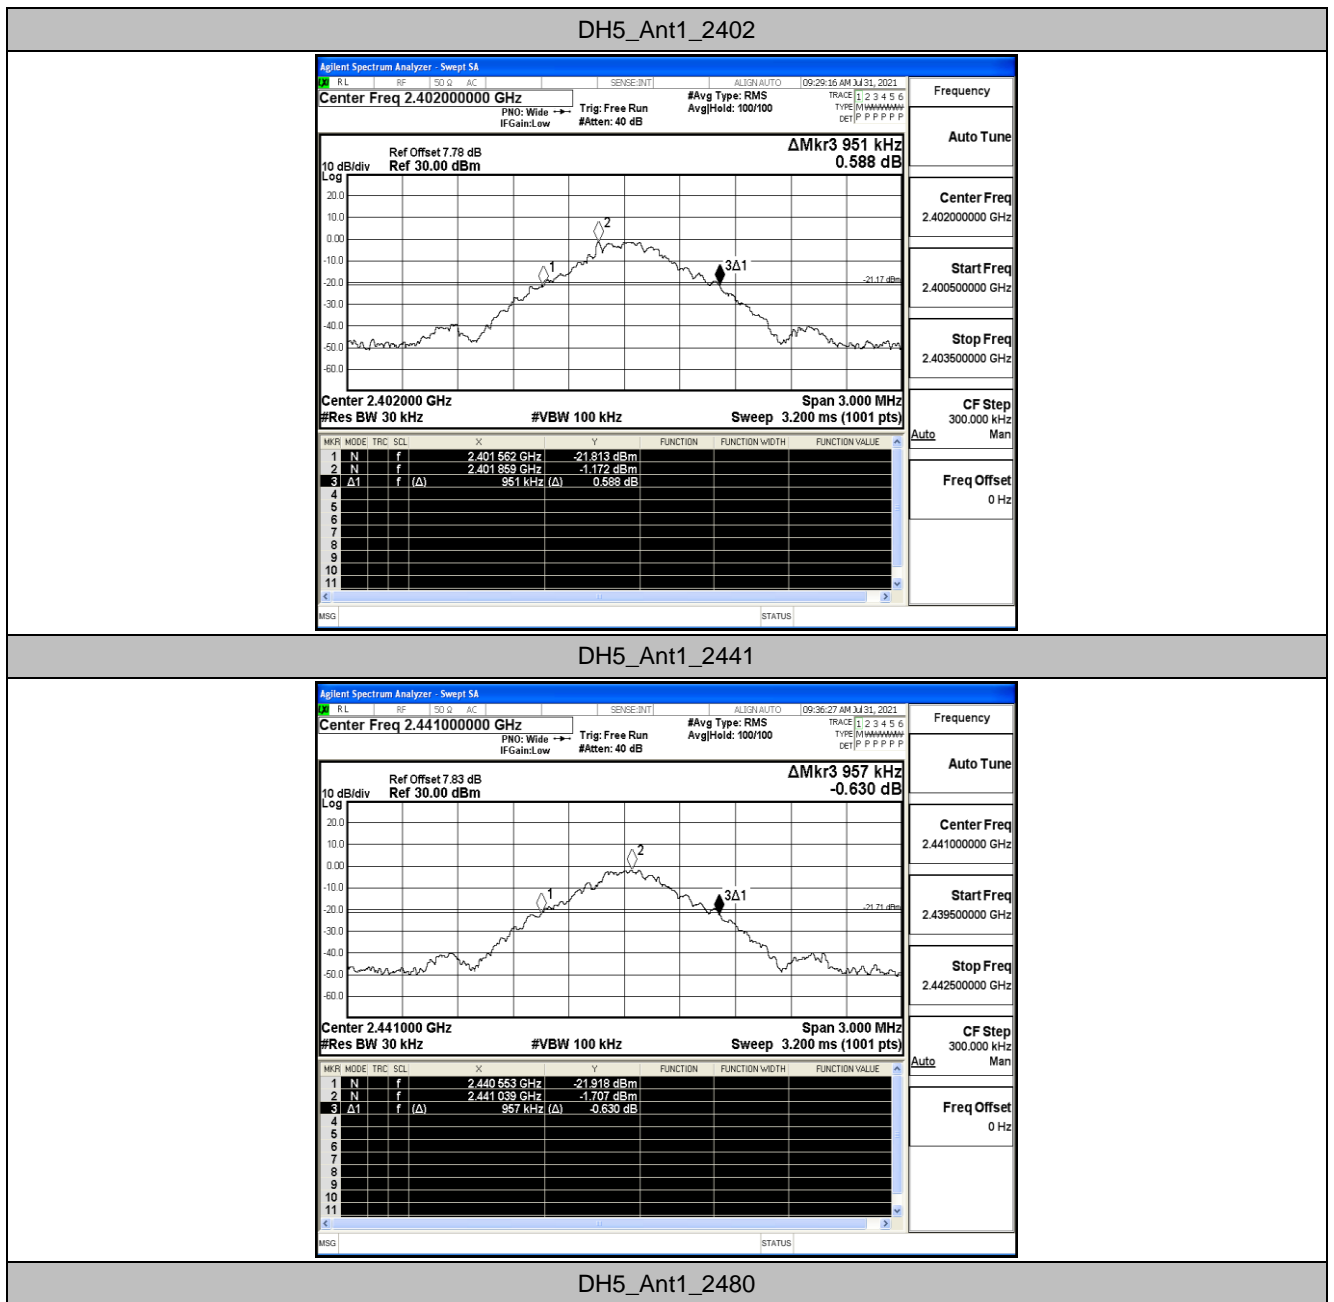 DH5_Ant1_2402
Agilent Spectrum Analyzer - Swept SA
RL RF 50 Ω AC SENSE:INT ALIGNAUTO 09:29:16 AM Jul 31, 2021
Center Freq 2.402000000 GHz
#Avg Type: RMS
TRACE 1 2 3 4 5 6
PNO: Wide Trig: Free Run Avg|Hold: 100/100
TYPE M WWWWW
IFGain:Low #Atten: 40 dB
DET P P P P P P
Frequency
Auto Tune
ΔMkr3 951 kHz
0.588 dB
Ref Offset 7.78 dB
10 dB/div Ref 30.00 dBm
Log
20.0
10.0
0.00
-10.0
-20.0
-30.0
-40.0
-50.0
-60.0
1
2
3Δ1
-21.17 dBm
Center Freq
2.402000000 GHz
Start Freq
2.400500000 GHz
Stop Freq
2.403500000 GHz
Center 2.402000 GHz Span 3.000 MHz
#Res BW 30 kHz #VBW 100 kHz Sweep 3.200 ms (1001 pts)
CF Step
300.000 kHz
Auto Man
MKR MODE TRC SCL X Y FUNCTION FUNCTION WIDTH FUNCTION VALUE
1 N f 2.401 562 GHz -21.813 dBm
2 N f 2.401 859 GHz -1.172 dBm
3 Δ1 f (Δ) 951 kHz (Δ) 0.588 dB
4
5
6
7
8
9
10
11
Freq Offset
0 Hz
MSG STATUS
DH5_Ant1_2441
Agilent Spectrum Analyzer - Swept SA
RL RF 50 Ω AC SENSE:INT ALIGNAUTO 09:36:27 AM Jul 31, 2021
Center Freq 2.441000000 GHz
#Avg Type: RMS
TRACE 1 2 3 4 5 6
PNO: Wide Trig: Free Run Avg|Hold: 100/100
TYPE M WWWWW
IFGain:Low #Atten: 40 dB
DET P P P P P P
Frequency
Auto Tune
ΔMkr3 957 kHz
-0.630 dB
Ref Offset 7.83 dB
10 dB/div Ref 30.00 dBm
Log
20.0
10.0
0.00
-10.0
-20.0
-30.0
-40.0
-50.0
-60.0
1
2
3Δ1
-21.71 dBm
Center Freq
2.441000000 GHz
Start Freq
2.439500000 GHz
Stop Freq
2.442500000 GHz
Center 2.441000 GHz Span 3.000 MHz
#Res BW 30 kHz #VBW 100 kHz Sweep 3.200 ms (1001 pts)
CF Step
300.000 kHz
Auto Man
MKR MODE TRC SCL X Y FUNCTION FUNCTION WIDTH FUNCTION VALUE
1 N f 2.440 553 GHz -21.918 dBm
2 N f 2.441 039 GHz -1.707 dBm
3 Δ1 f (Δ) 957 kHz (Δ) -0.630 dB
4
5
6
7
8
9
10
11
Freq Offset
0 Hz
MSG STATUS
DH5_Ant1_2480